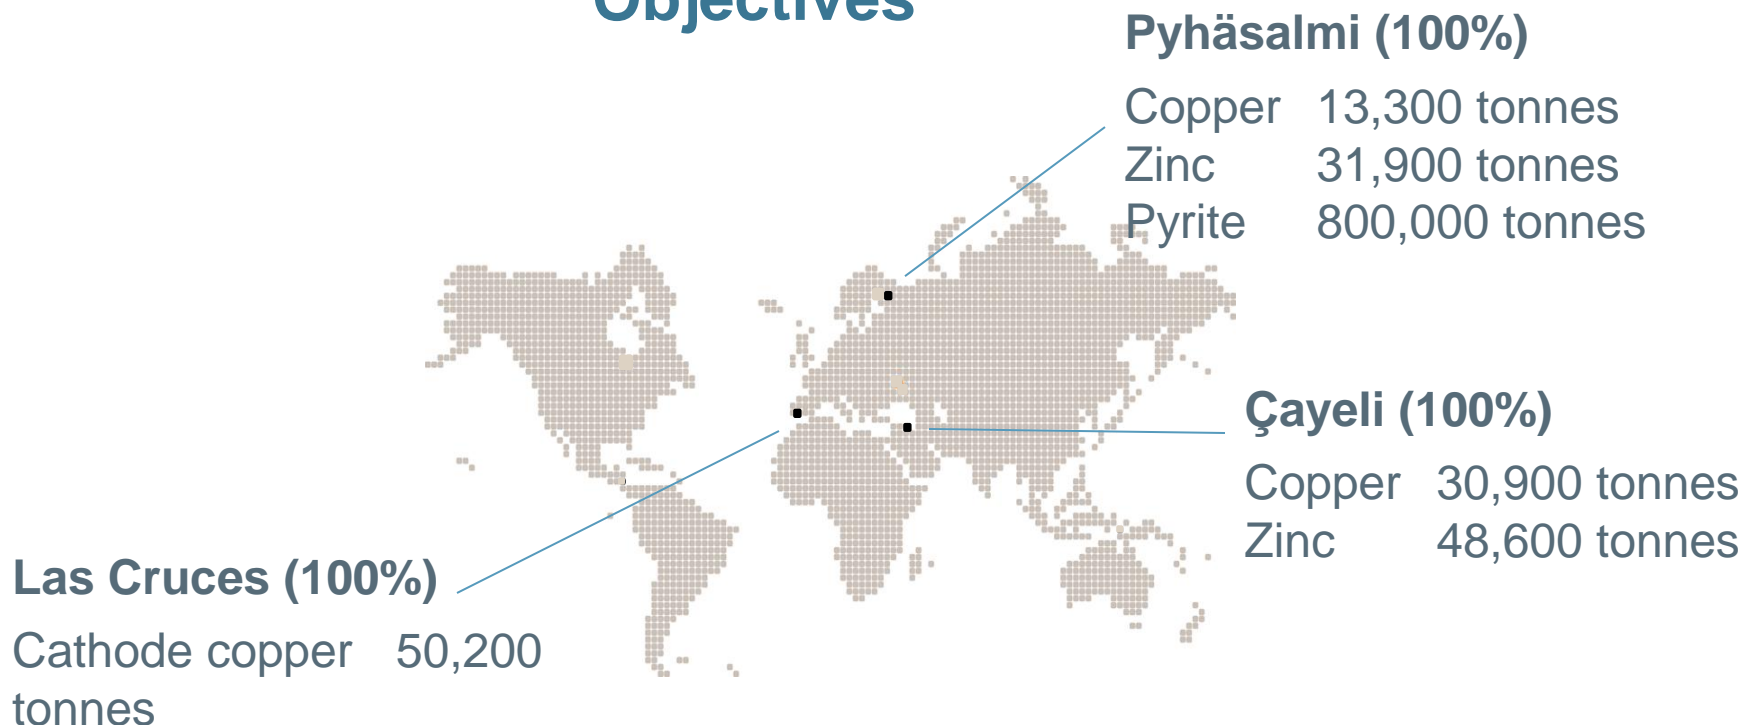 Objectives
Pyhäsalmi (100%)
Copper 13,300 tonnes
Zinc 31,900 tonnes
Pyrite 800,000 tonnes
Çayeli (100%)
Copper 30,900 tonnes
Zinc 48,600 tonnes
Las Cruces (100%)
Cathode copper 50,200
tonnes